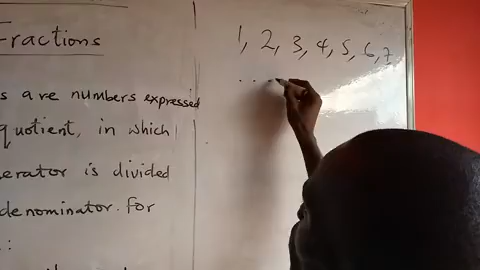 Fractions
s are numbers expressed
quotient, in which
erator is divided
denominator. For
:
1, 2, 3, 4, 5, 6, 7
...